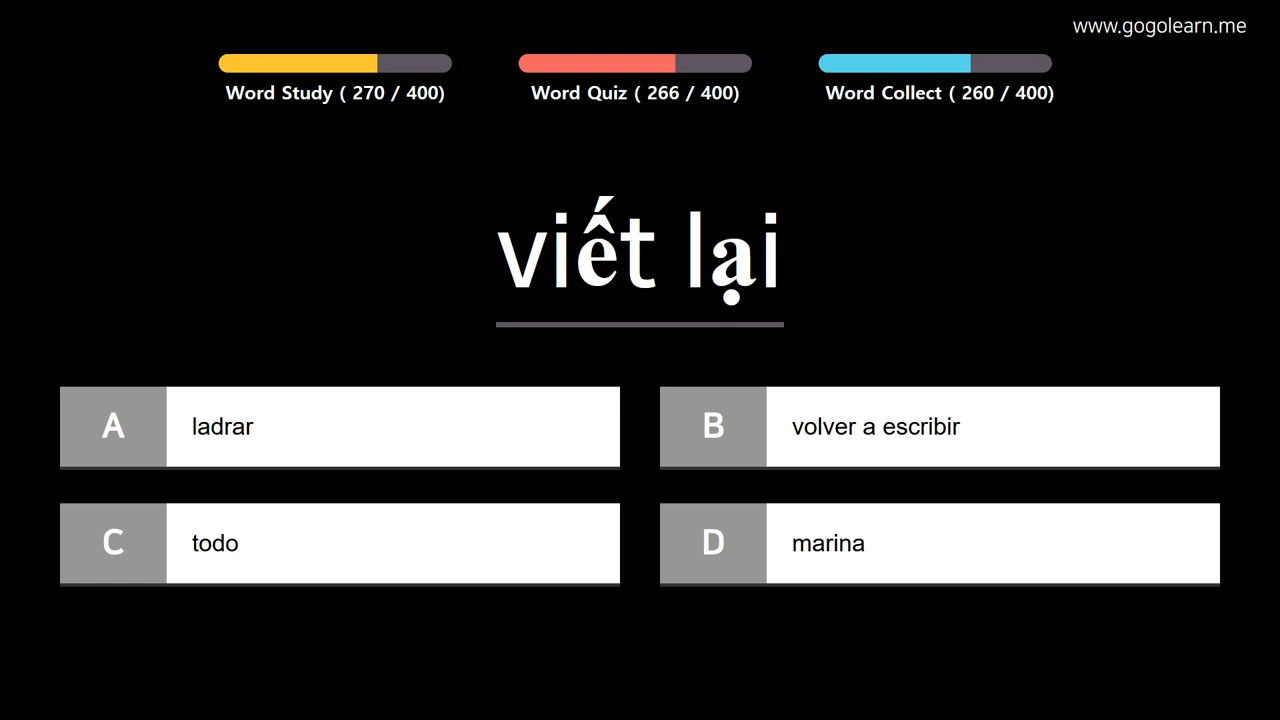 www.gogolearn.me
Word Study ( 270 / 400)
Word Quiz ( 266 / 400)
Word Collect ( 260 / 400)
viết lại
A
ladrar
B
volver a escribir
C
todo
D
marina